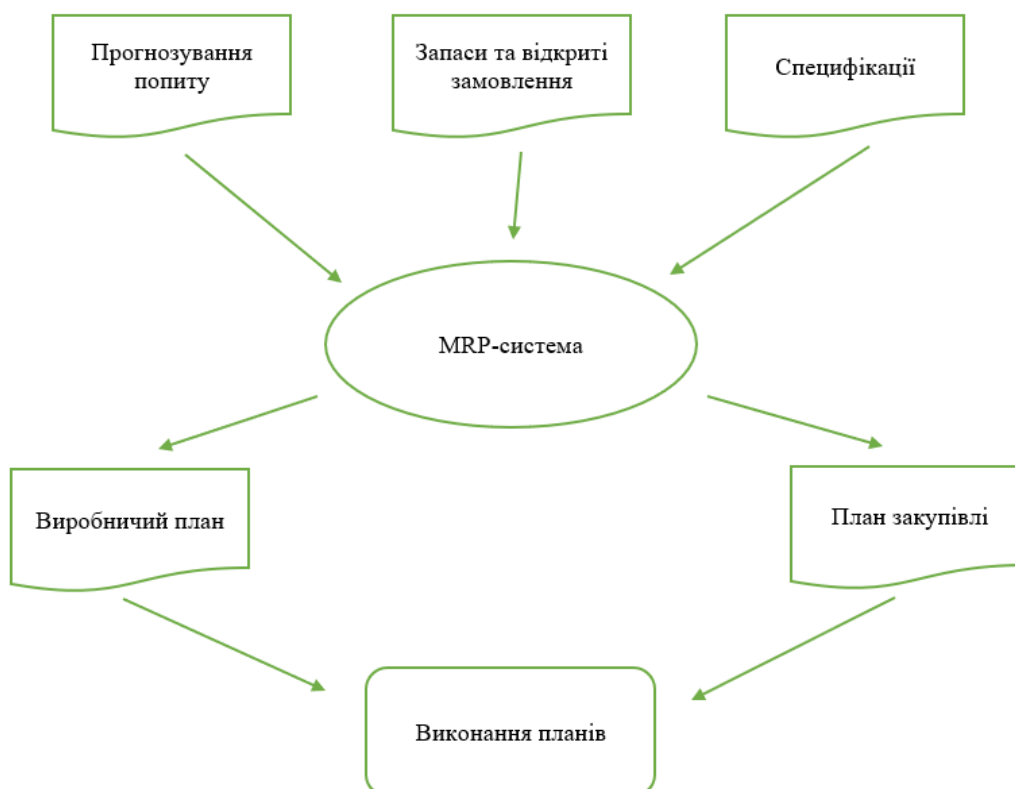 Прогнозування
попиту
Запаси та відкриті
замовлення
Специфікації
MRP-система
Виробничий план
План закупівлі
Виконання планів